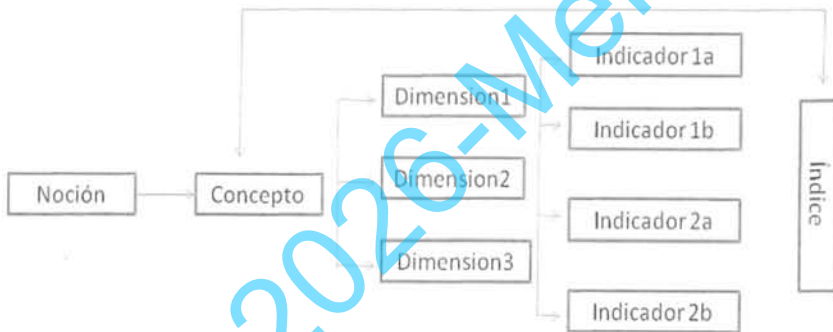 Noción
Concepto
Dimension1
Dimension2
Dimension3
Indicador 1a
Indicador 1b
Indicador 2a
Indicador 2b
Índice